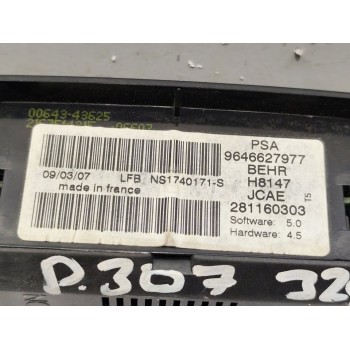 00643-43625
PSA
9646627977
BEHR
H8147
JCAE
281160303
T5
Software: 5.0
Hardware: 4.5
09/03/07 LFB NS1740171-S
made in france
P.307